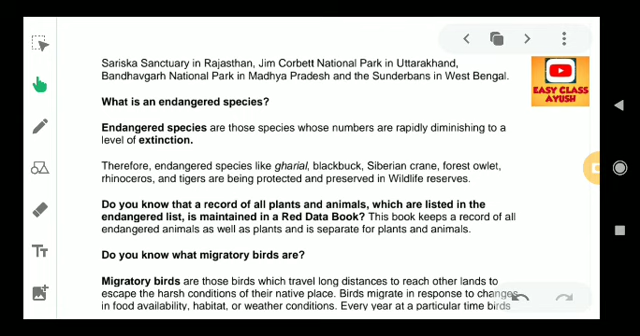 Sariska Sanctuary in Rajasthan, Jim Corbett National Park in Uttarakhand,
Bandhavgarh National Park in Madhya Pradesh and the Sunderbans in West Bengal.
What is an endangered species?
Endangered species are those species whose numbers are rapidly diminishing to a
level of extinction.
Therefore, endangered species like gharial, blackbuck, Siberian crane, forest owlet,
rhinoceros, and tigers are being protected and preserved in Wildlife reserves.
Do you know that a record of all plants and animals, which are listed in the
endangered list, is maintained in a Red Data Book? This book keeps a record of all
endangered animals as well as plants and is separate for plants and animals.
Do you know what migratory birds are?
Migratory birds are those birds which travel long distances to reach other lands to
escape the harsh conditions of their native place. Birds migrate in response to changes
in food availability, habitat, or weather conditions. Every year at a particular time birds
EASY CLASS
AYUSH
Tт